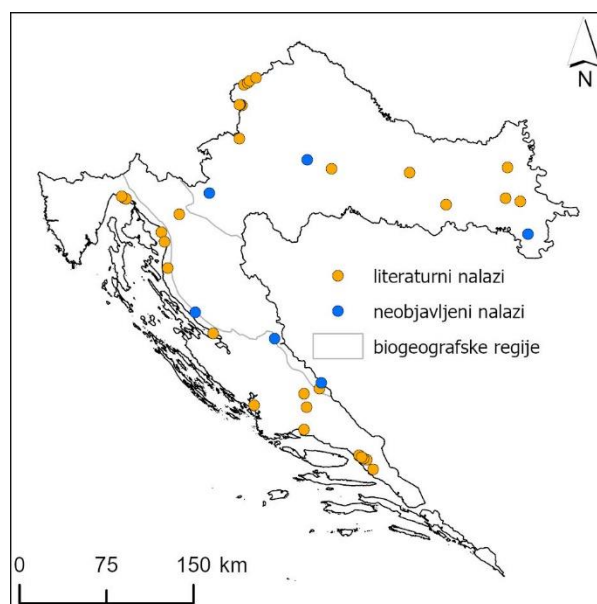 N
literaturni nalazi
neobjavljeni nalazi
biogeografske regije
0 75 150 km